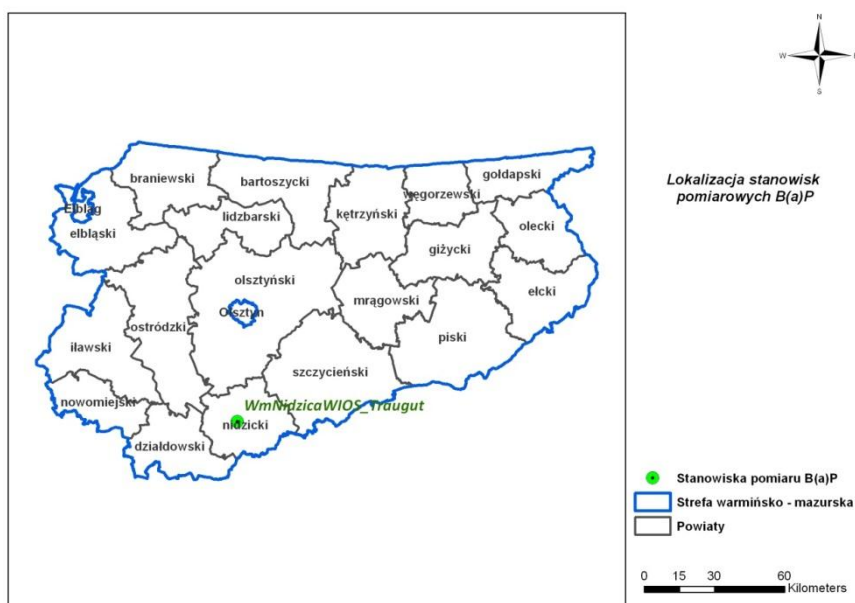 N
W
S
Lokalizacja stanowisk
pomiarowych B(a)P
braniewski
bartoszycki
gołdapski
węgorzewski
kętrzyński
Elbląg
lidzbarski
olecki
elbląski
giżycki
olsztyński
ełcki
mrągowski
Olsztyn
ostródzki
piski
iławski
szczycieński
nowomiejski
WmNidzicaWIOS_Traugut
nidzicki
działdowski
Stanowiska pomiaru B(a)P
Strefa warmińsko - mazurska
Powiaty
0 15 30 60
Kilometers